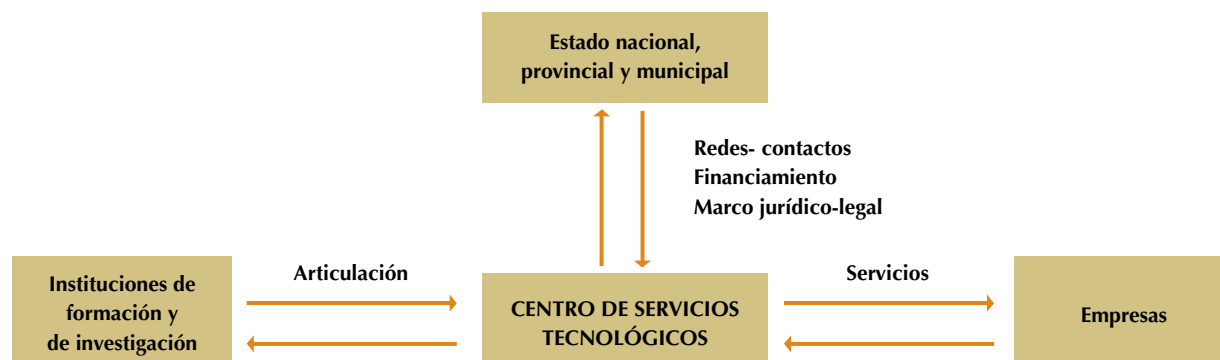 Estado nacional,
provincial y municipal
Redes- contactos
Financiamiento
Marco jurídico-legal
Instituciones de
formación y
de investigación
Articulación
CENTRO DE SERVICIOS
TECNOLÓGICOS
Servicios
Empresas